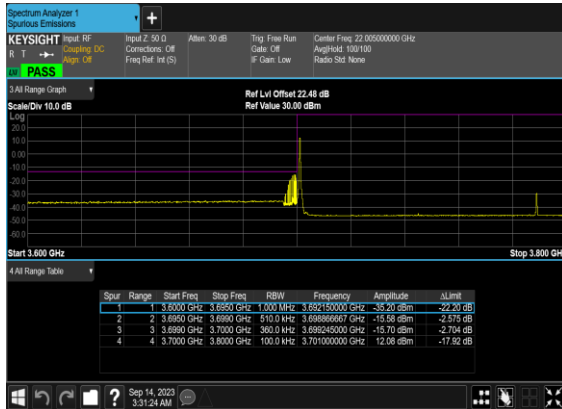 Spectrum Analyzer 1
Spurious Emissions
+
KEYSIGHT Input: RF Input Z: 50 Ω Atten: 30 dB Trig: Free Run Center Freq: 22.005000000 GHz
R T Coupling: DC Corrections: Off Gate: Off Avg|Hold: 100/100
Align: Off Freq Ref: Int (S) IF Gain: Low Radio Std: None
PASS
3 All Range Graph Ref Lvl Offset 22.48 dB
Scale/Div 10.0 dB Ref Value 30.00 dBm
Log
20.0
10.0
0.00
-10.0
-20.0
-30.0
-40.0
-50.0
-60.0
Start 3.600 GHz Stop 3.800 GH
4 All Range Table
Spur Range Start Freq Stop Freq RBW Frequency Amplitude ΔLimit
1 1 3.6000 GHz 3.6950 GHz 1.000 MHz 3.692150000 GHz -35.20 dBm -22.20 dB
2 2 3.6950 GHz 3.6990 GHz 510.0 kHz 3.698866667 GHz -15.58 dBm -2.575 dB
3 3 3.6990 GHz 3.7000 GHz 360.0 kHz 3.699245000 GHz -15.70 dBm -2.704 dB
4 4 3.7000 GHz 3.8000 GHz 100.0 kHz 3.701000000 GHz 12.08 dBm -17.92 dB
? Sep 14, 2023
3:31:24 AM